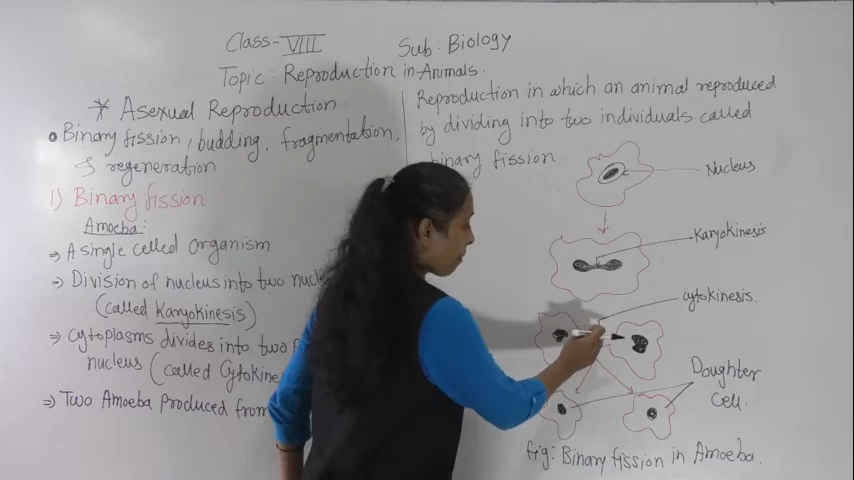 Class-VIII
Sub: Biology
Topic: Reproduction in Animals.
* Asexual Reproduction:
Binary fission, budding, fragmentation,
& regeneration
1) Binary fission
Amoeba:
⇒ A single celled organism
⇒ Division of nucleus into two
(called Karyokinesis)
⇒ Cytoplasms divides into two
nucleus (called
⇒ Two Amoeba produced from
Reproduction in which an animal reproduced
by dividing into two individuals called
binary fission.
Nucleus
Karyokinesis
Cytokinesis.
Doughter
Cell.
fig: Binary fission in Amoeba.